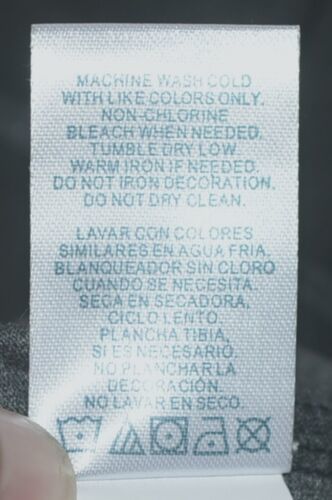 MACHINE WASH COLD
WITH LIKE COLORS ONLY.
NON-CHLORINE
BLEACH WHEN NEEDED.
TUMBLE DRY LOW
WARM IRON IF NEEDED.
DO NOT IRON DECORATION.
DO NOT DRY CLEAN.
LAVAR CON COLORES
SIMILARES EN AGUA FRIA.
BLANQUEADOR SIN CLORO
CUANDO SE NECESITA.
SECA EN SECADORA,
CICLO LENTO.
PLANCHA TIBIA,
SI ES NECESARIO.
NO PLANCHAR LA
DECORACIÓN.
NO LAVAR EN SECO.